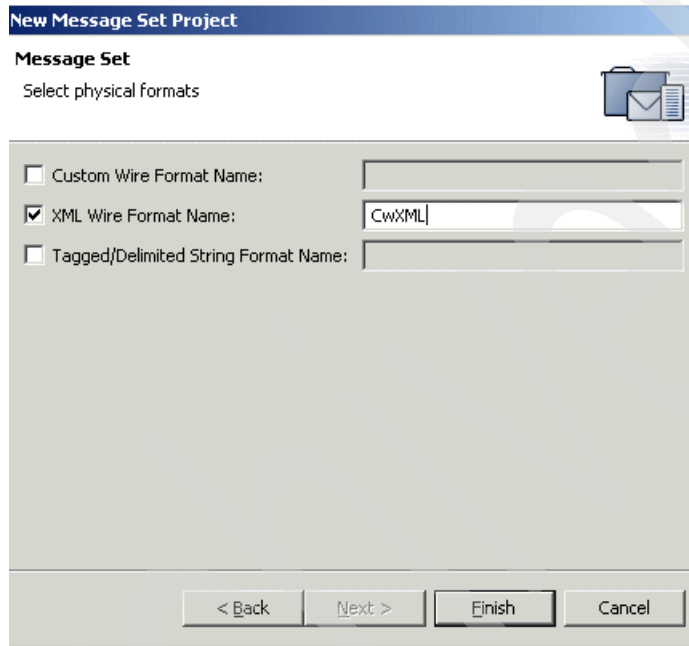 New Message Set Project
Message Set
Select physical formats
Custom Wire Format Name:
XML Wire Format Name: CwXML
Tagged/Delimited String Format Name:
< Back Next > Finish Cancel